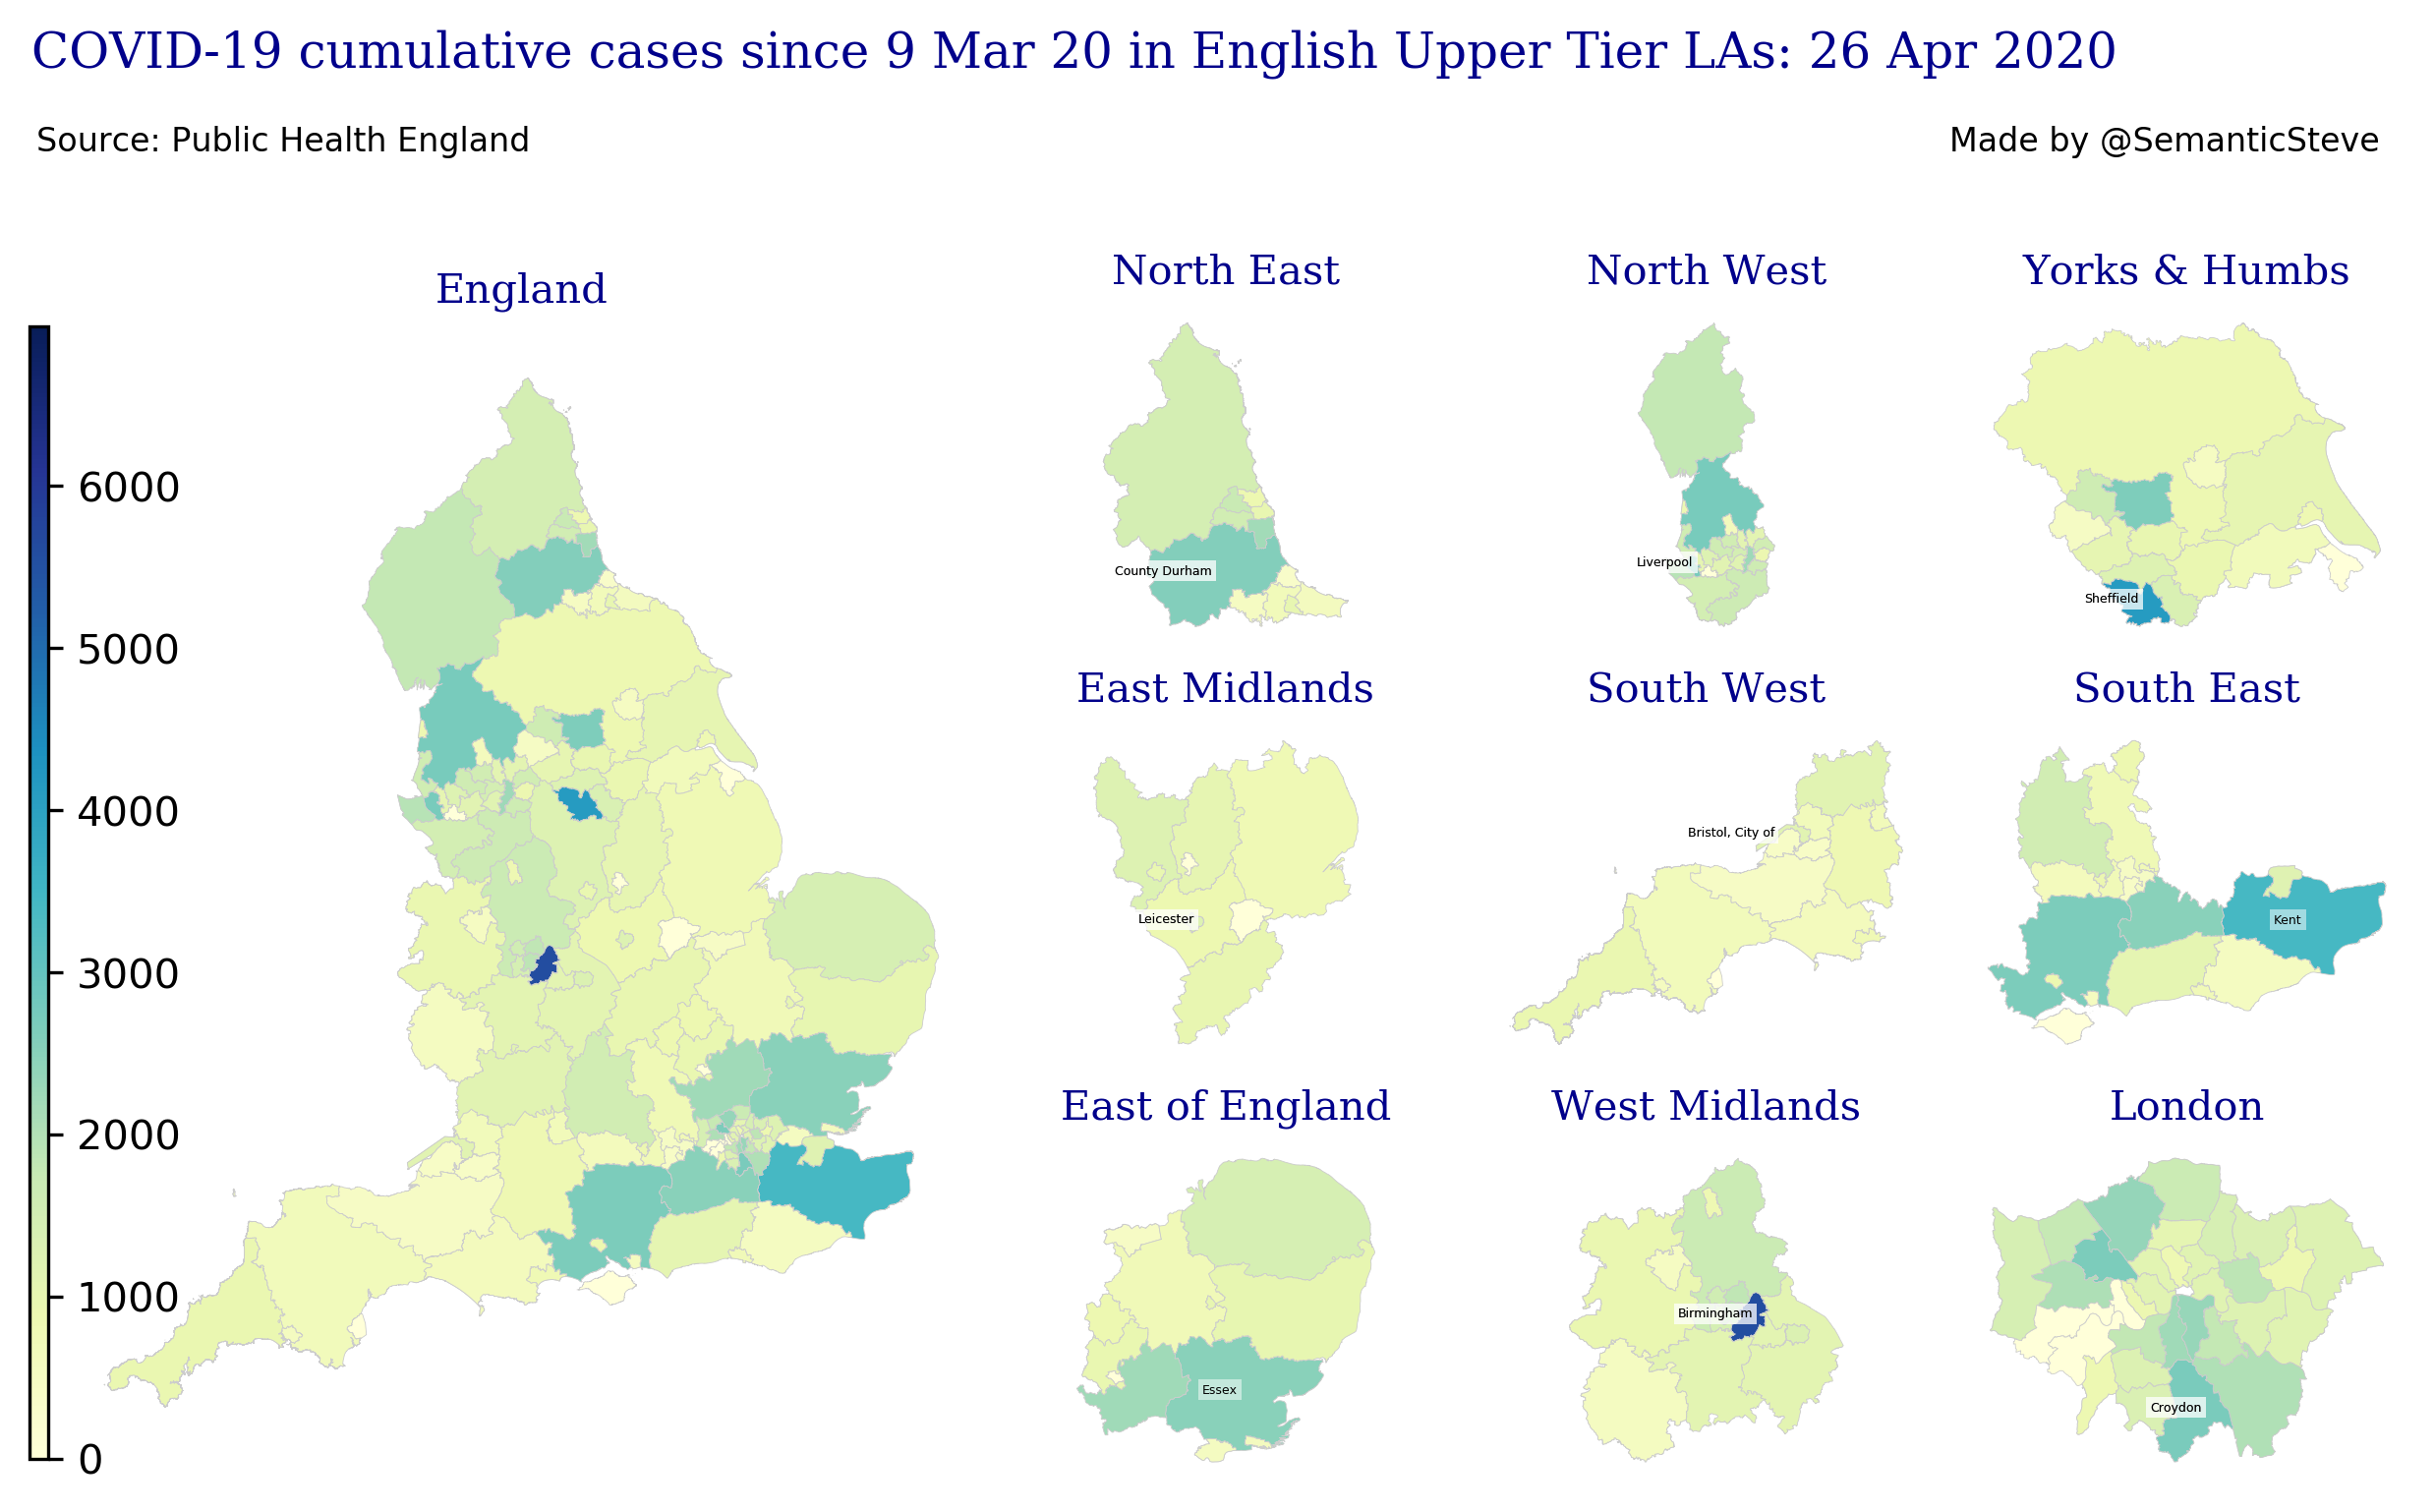 COVID-19 cumulative cases since 9 Mar 20 in English Upper Tier LAs: 26 Apr 2020
Source: Public Health England
Made by @SemanticSteve
England
6000
5000
4000
3000
2000
1000
0
North East
County Durham
North West
Liverpool
Yorks & Humbs
Sheffield
East Midlands
Leicester
South West
Bristol, City of
South East
Kent
East of England
Essex
West Midlands
Birmingham
London
Croydon